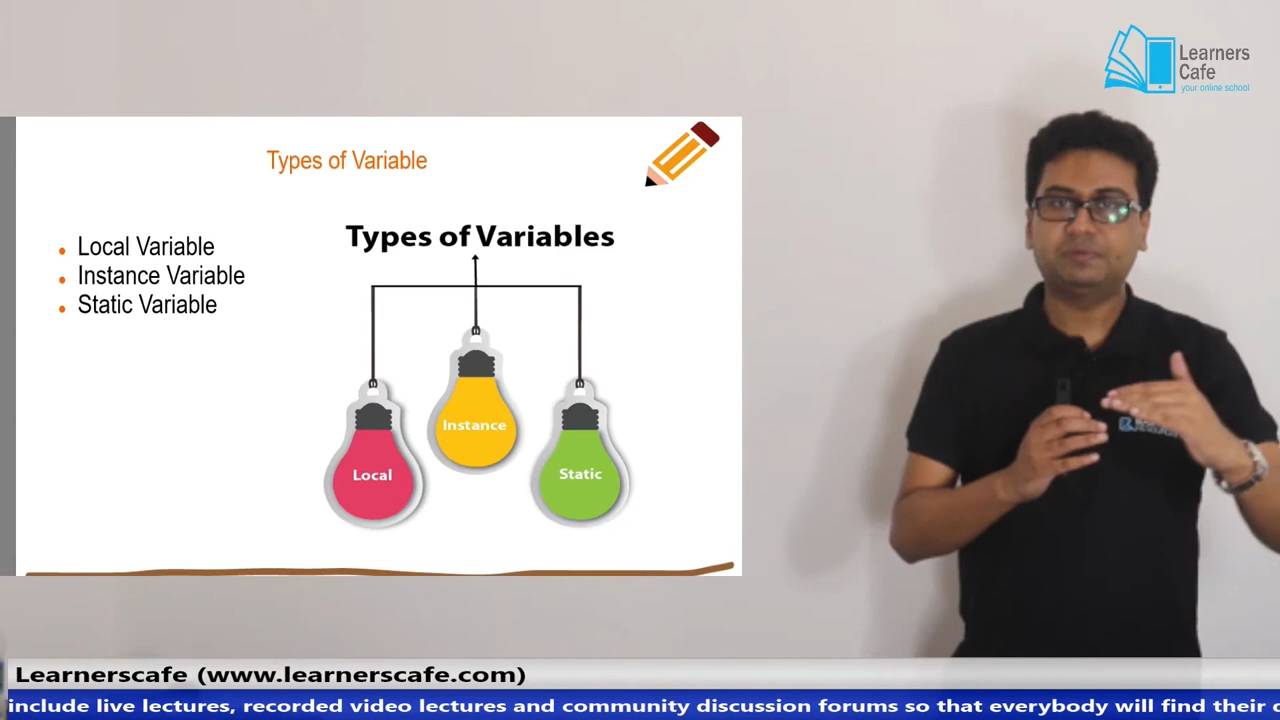 Learners
Cafe
your online school
Types of Variable
Local Variable
Instance Variable
Static Variable
Types of Variables
Instance
Local
Static
Learnerscafe (www.learnerscafe.com)
include live lectures, recorded video lectures and community discussion forums so that everybody will find their